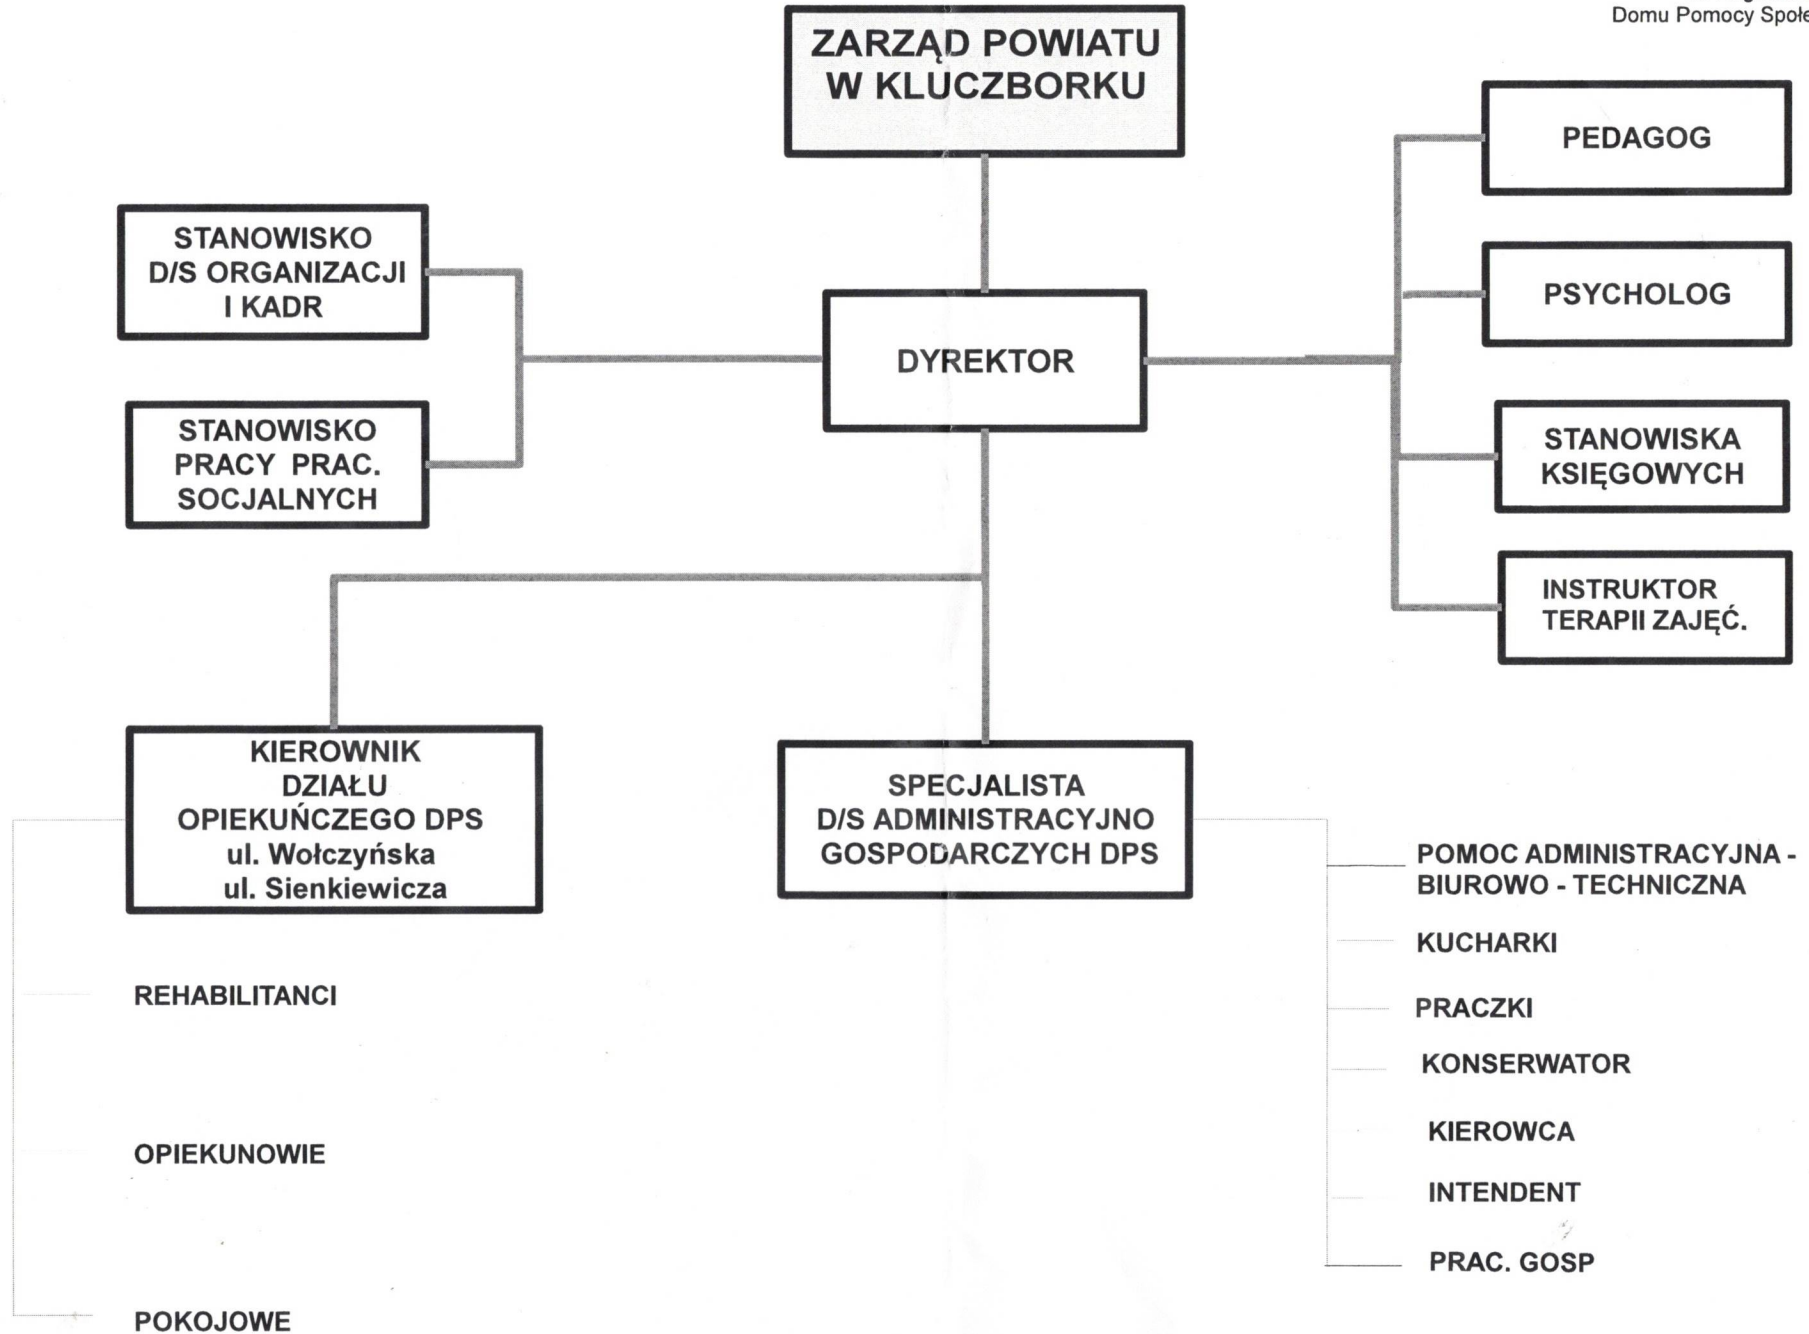 Domu Pomocy
ZARZĄD POWIATU
W KLUCZBORKU
PEDAGOG
STANOWISKO
D/S ORGANIZACJI
I KADR
PSYCHOLOG
DYREKTOR
STANOWISKO
PRACY PRAC.
SOCJALNYCH
STANOWISKA
KSIĘGOWYCH
INSTRUKTOR
TERAPII ZAJĘĆ.
KIEROWNIK
DZIAŁU
OPIEKUŃCZEGO DPS
ul. Wołczyńska
ul. Sienkiewicza
SPECJALISTA
D/S ADMINISTRACYJNO
GOSPODARCZYCH DPS
REHABILITANCI
OPIEKUNOWIE
POKOJOWE
POMOC ADMINISTRACYJNA -
BIUROWO - TECHNICZNA
KUCHARKI
PRACZKI
KONSERWATOR
KIEROWCA
INTENDENT
PRAC. GOSP